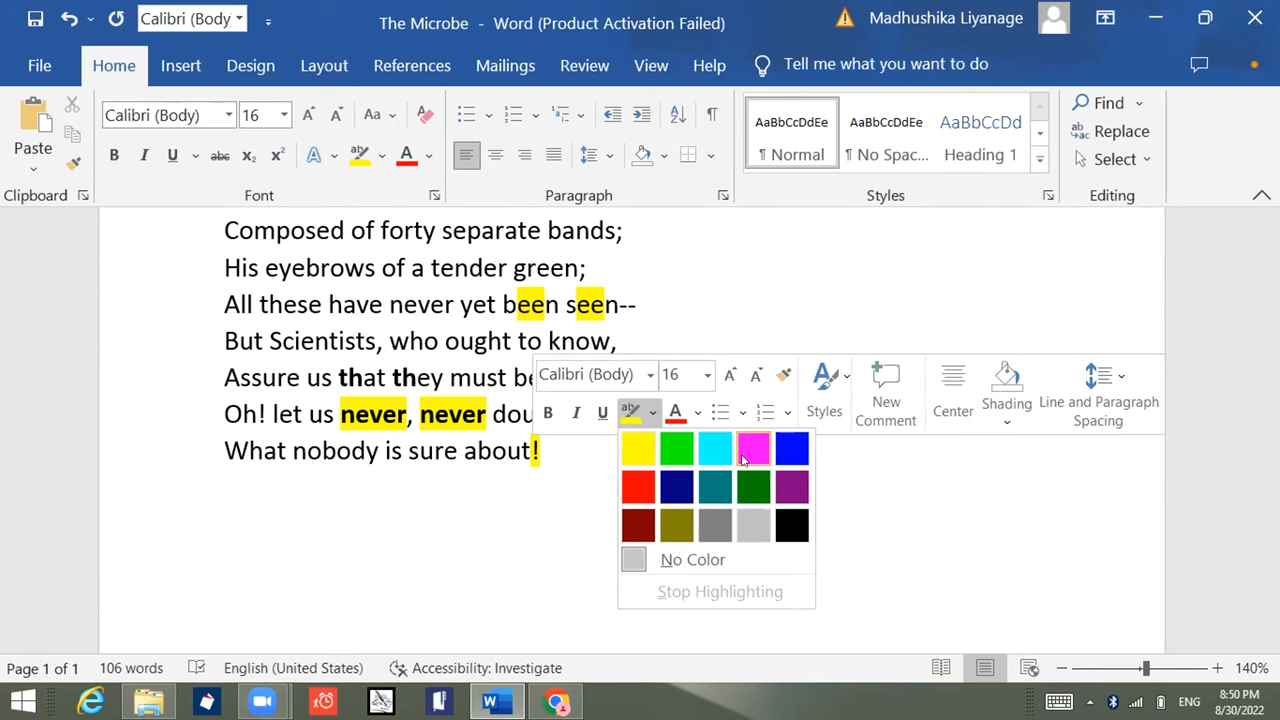 Calibri (Body)
The Microbe - Word (Product Activation Failed)
Madhushika Liyanage
File Home Insert Design Layout References Mailings Review View Help Tell me what you want to do
Paste
Calibri (Body) 16
Clipboard Font Paragraph Styles Editing
AaBbCcDdEe AaBbCcDdEe AaBbCcDd
¶ Normal ¶ No Spac... Heading 1
Find
Replace
Select
Composed of forty separate bands;
His eyebrows of a tender green;
All these have never yet been seen--
But Scientists, who ought to know,
Assure us that they must be
Oh! let us never, never dou
What nobody is sure about!
Calibri (Body) 16
Styles
New Comment
Center
Shading
Line and Paragraph Spacing
No Color
Stop Highlighting
Page 1 of 1 106 words English (United States) Accessibility: Investigate 140%
ENG
8:50 PM
8/30/2022